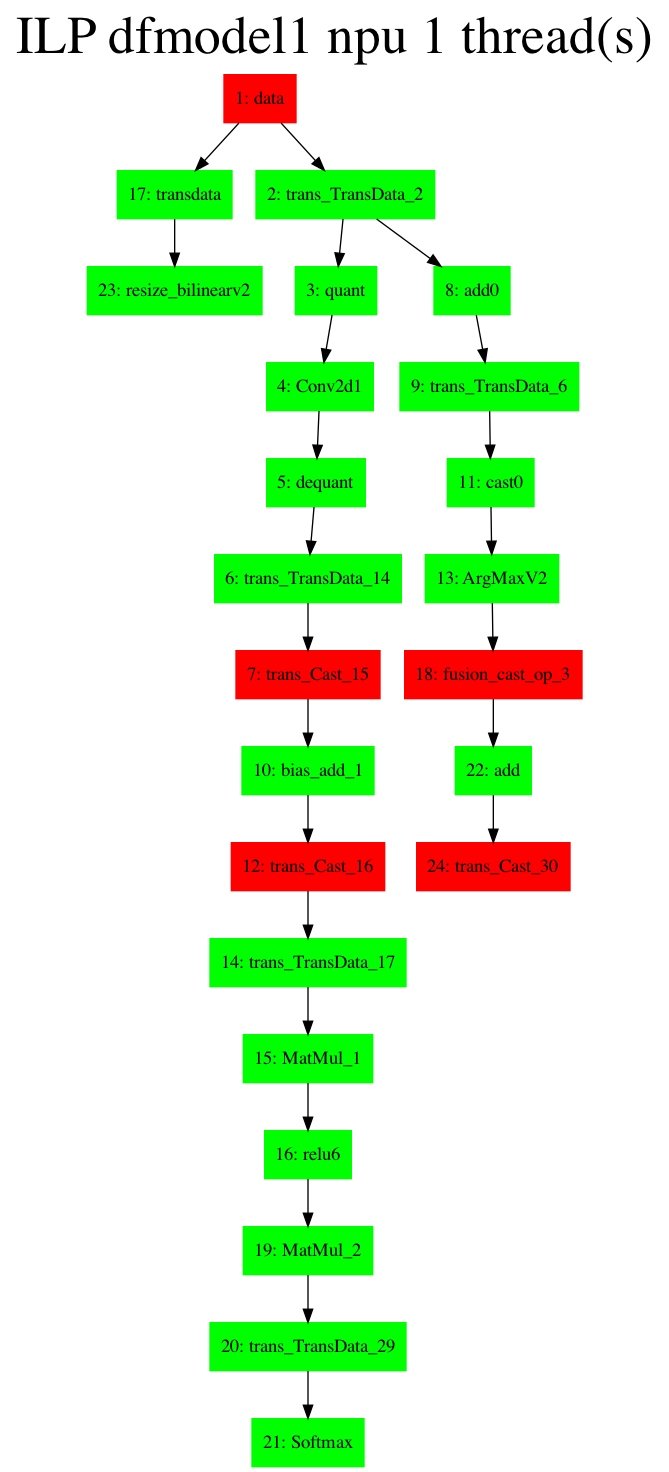 ILP dfmodel1 npu 1 thread(s)
1: data
17: transdata
2: trans_TransData_2
23: resize_bilinearv2
3: quant
8: add0
4: Conv2d1
9: trans_TransData_6
5: dequant
11: cast0
6: trans_TransData_14
13: ArgMaxV2
7: trans_Cast_15
18: fusion_cast_op_3
10: bias_add_1
22: add
12: trans_Cast_16
24: trans_Cast_30
14: trans_TransData_17
15: MatMul_1
16: relu6
19: MatMul_2
20: trans_TransData_29
21: Softmax